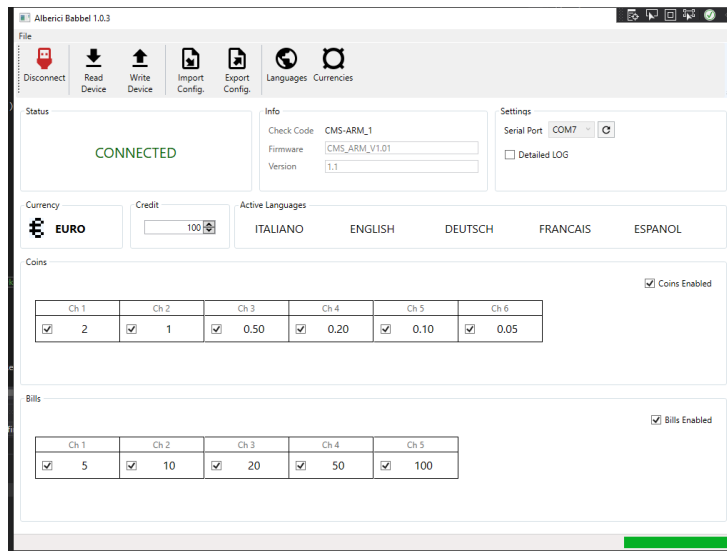 Alberici Babbel 1.0.3
File
Disconnect
Read Device
Write Device
Import Config.
Export Config.
Languages
Currencies
Status
CONNECTED
Info
Check Code CMS-ARM_1
Firmware CMS_ARM_V1.01
Version 1.1
Settings
Serial Port COM7
Detailed LOG
Currency
€ EURO
Credit
100
Active Languages
ITALIANO ENGLISH DEUTSCH FRANCAIS ESPANOL
Coins
Coins Enabled
Ch 1 Ch 2 Ch 3 Ch 4 Ch 5 Ch 6
2 1 0.50 0.20 0.10 0.05
Bills
Bills Enabled
Ch 1 Ch 2 Ch 3 Ch 4 Ch 5
5 10 20 50 100